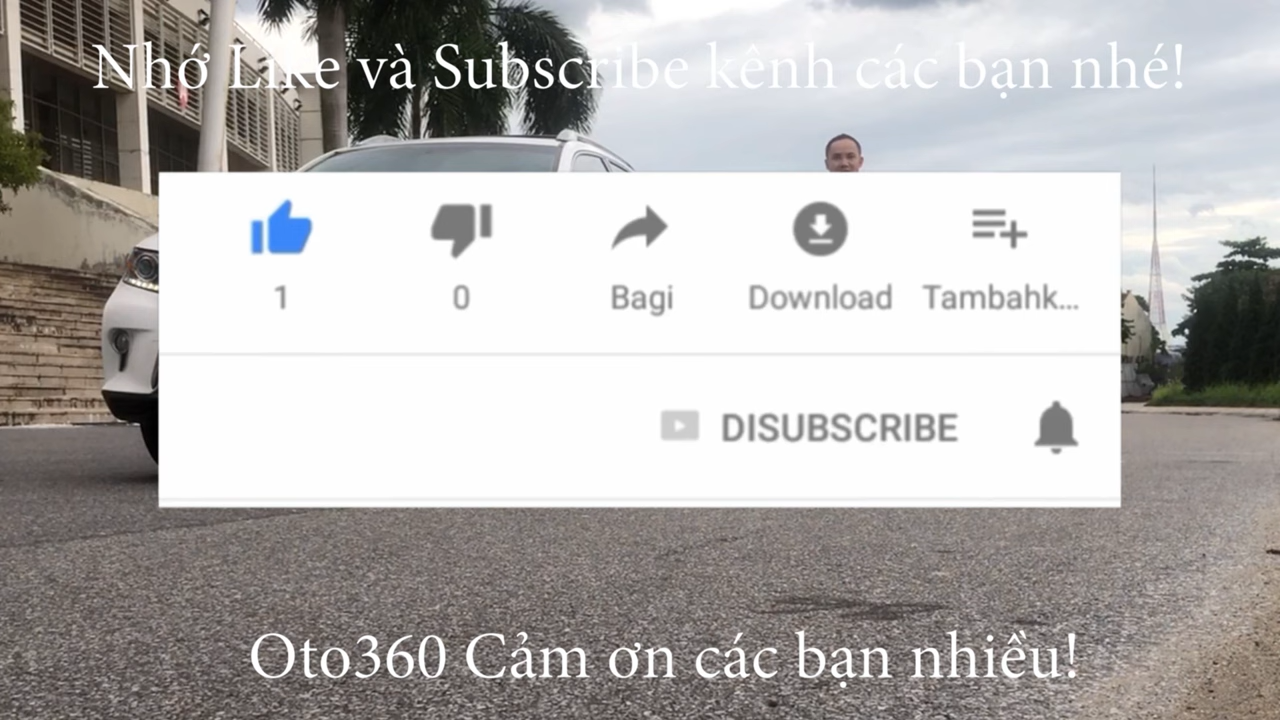 Nhớ Like và Subscribe kênh các bạn nhé!
1 0 Bagi Download Tambahk...
DISUBSCRIBE
Oto360 Cảm ơn các bạn nhiều!